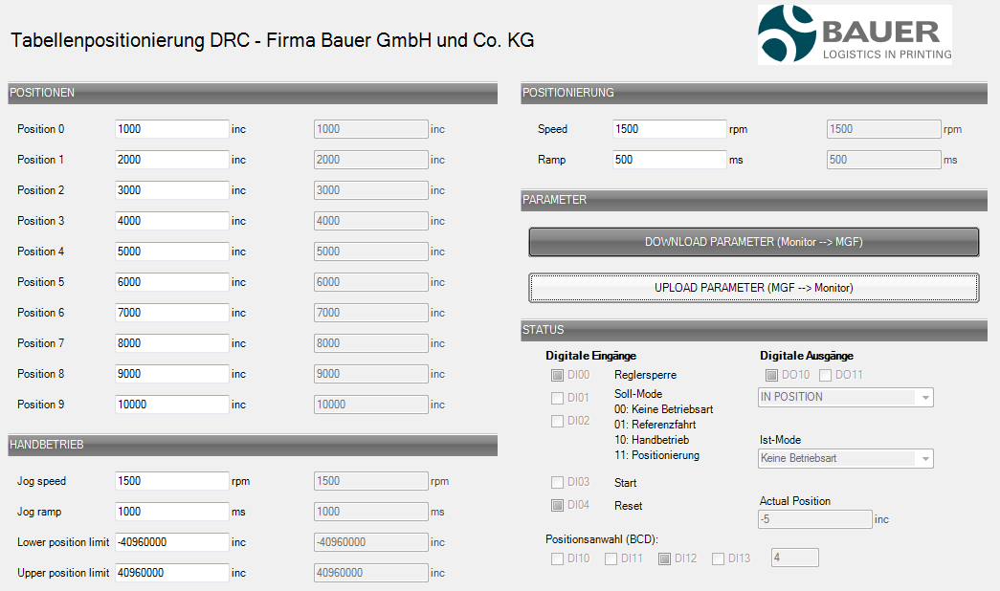 Tabellenpositionierung DRC - Firma Bauer GmbH und Co. KG
BAUER
LOGISTICS IN PRINTING
POSITIONEN
Position 0 1000 inc 1000 inc
Position 1 2000 inc 2000 inc
Position 2 3000 inc 3000 inc
Position 3 4000 inc 4000 inc
Position 4 5000 inc 5000 inc
Position 5 6000 inc 6000 inc
Position 6 7000 inc 7000 inc
Position 7 8000 inc 8000 inc
Position 8 9000 inc 9000 inc
Position 9 10000 inc 10000 inc
HANDBETRIEB
Jog speed 1500 rpm 1500 rpm
Jog ramp 1000 ms 1000 ms
Lower position limit -40960000 inc -40960000 inc
Upper position limit 40960000 inc 40960000 inc
POSITIONIERUNG
Speed 1500 rpm 1500 rpm
Ramp 500 ms 500 ms
PARAMETER
DOWNLOAD PARAMETER (Monitor --> MGF)
UPLOAD PARAMETER (MGF --> Monitor)
STATUS
Digitale Eingänge
DI00 Reglersperre
DI01 Soll-Mode
00: Keine Betriebsart
DI02 01: Referenzfahrt
10: Handbetrieb
11: Positionierung
DI03 Start
DI04 Reset
Positionsanwahl (BCD):
DI10 DI11 DI12 DI13 4
Digitale Ausgänge
DO10 DO11
IN POSITION
Ist-Mode
Keine Betriebsart
Actual Position
-5 inc